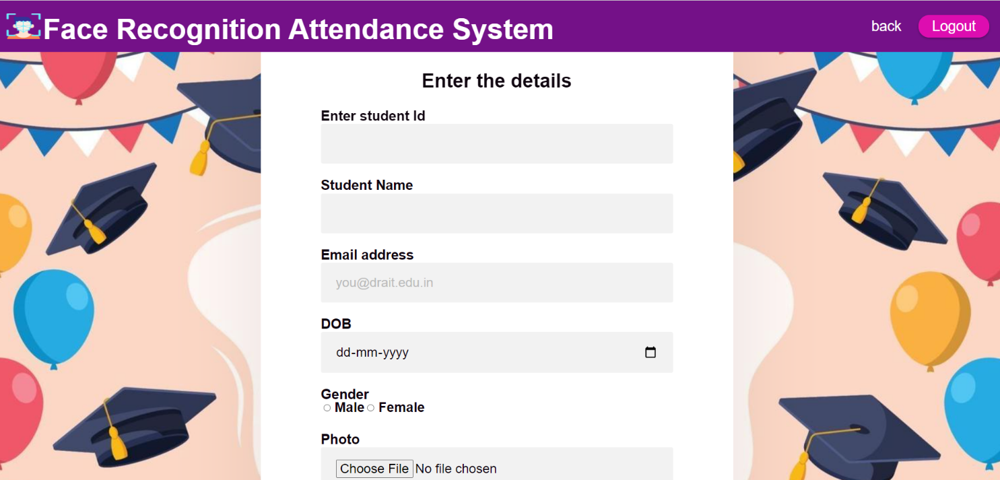 Face Recognition Attendance System
back
Logout
Enter the details
Enter student Id
Student Name
Email address
you@drait.edu.in
DOB
dd-mm-yyyy
Gender
Male Female
Photo
Choose File No file chosen